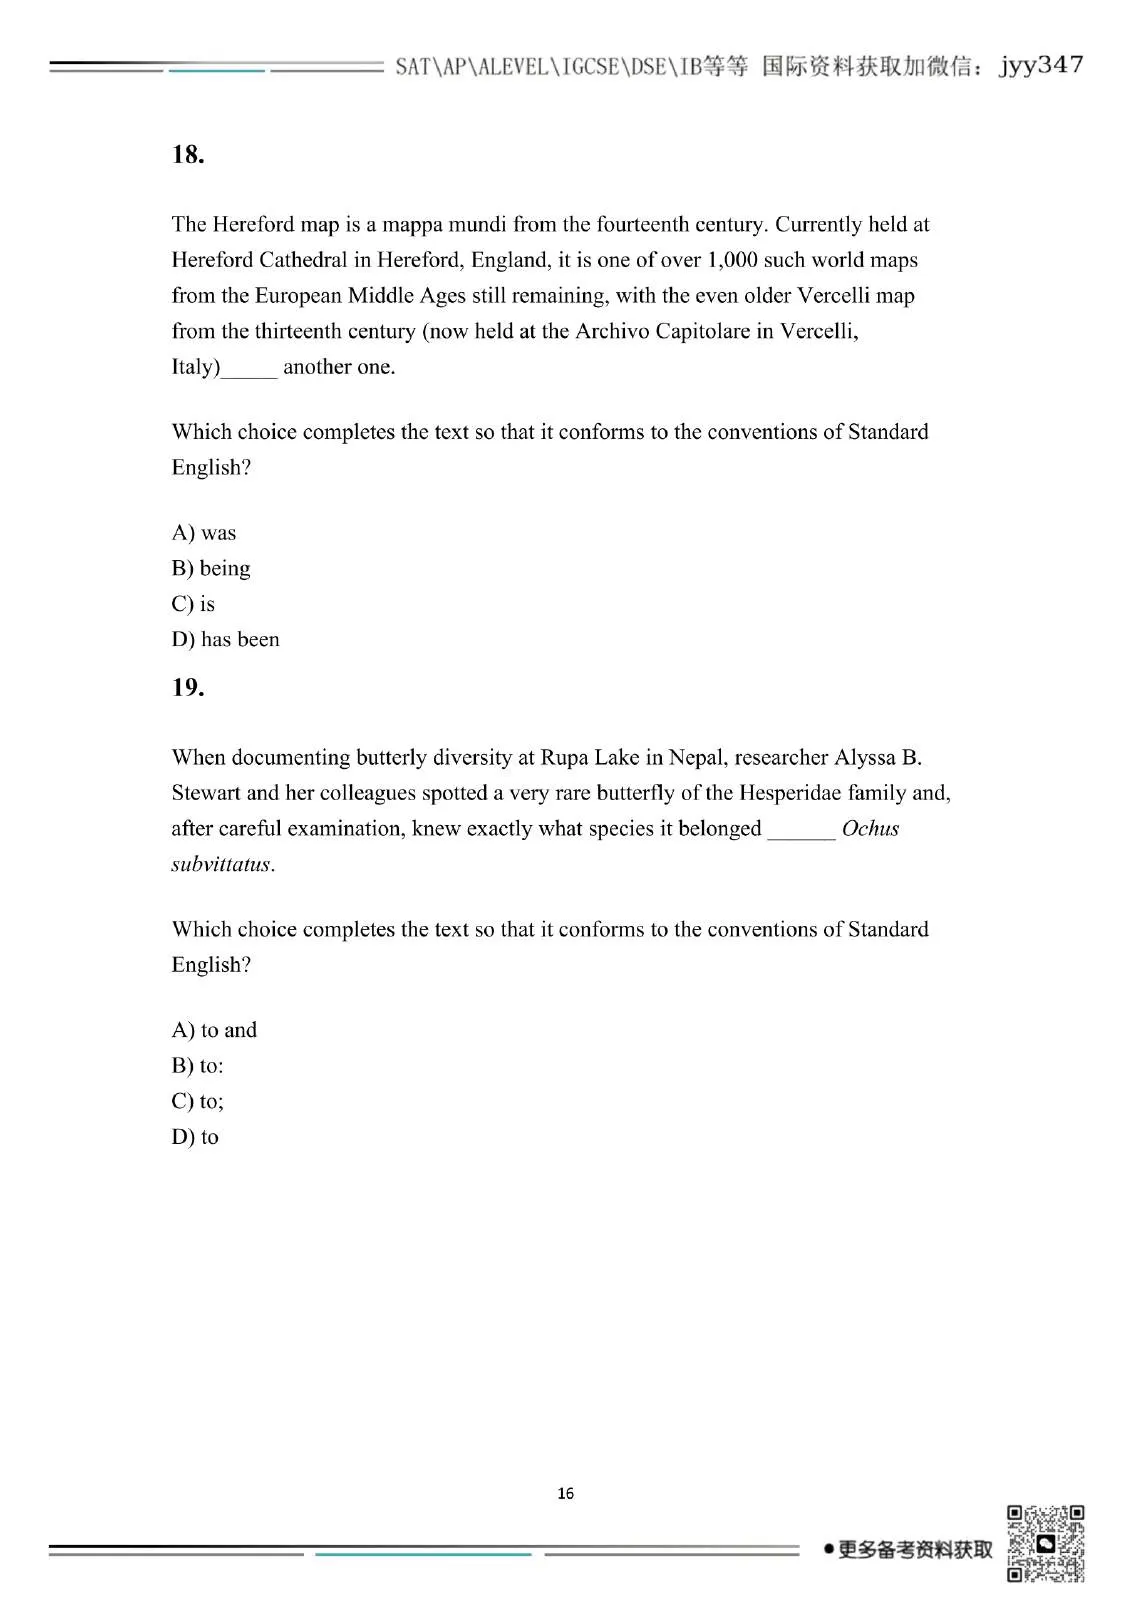 SAT\AP\ALEVEL\IGCSE\DSE\IB等等 国际资料获取加微信: jyy347
18.
The Hereford map is a mappa mundi from the fourteenth century. Currently held at
Hereford Cathedral in Hereford, England, it is one of over 1,000 such world maps
from the European Middle Ages still remaining, with the even older Vercelli map
from the thirteenth century (now held at the Archivo Capitolare in Vercelli,
Italy)_____ another one.
Which choice completes the text so that it conforms to the conventions of Standard
English?
A) was
B) being
C) is
D) has been
19.
When documenting butterly diversity at Rupa Lake in Nepal, researcher Alyssa B.
Stewart and her colleagues spotted a very rare butterfly of the Hesperidae family and,
after careful examination, knew exactly what species it belonged ______ Ochus
subvittatus.
Which choice completes the text so that it conforms to the conventions of Standard
English?
A) to and
B) to:
C) to;
D) to
16
●更多备考资料获取